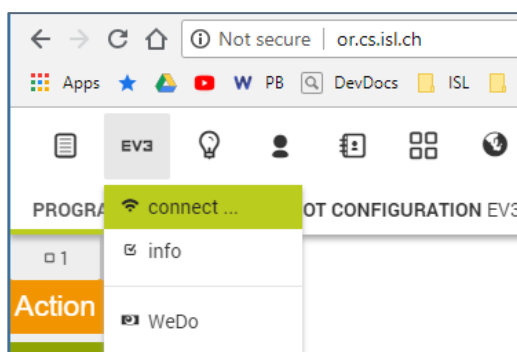 Not secure | or.cs.isl.ch
Apps W PB DevDocs ISL
EV3
PROGRA OT CONFIGURATION EV3
connect ...
1
info
Action
WeDo